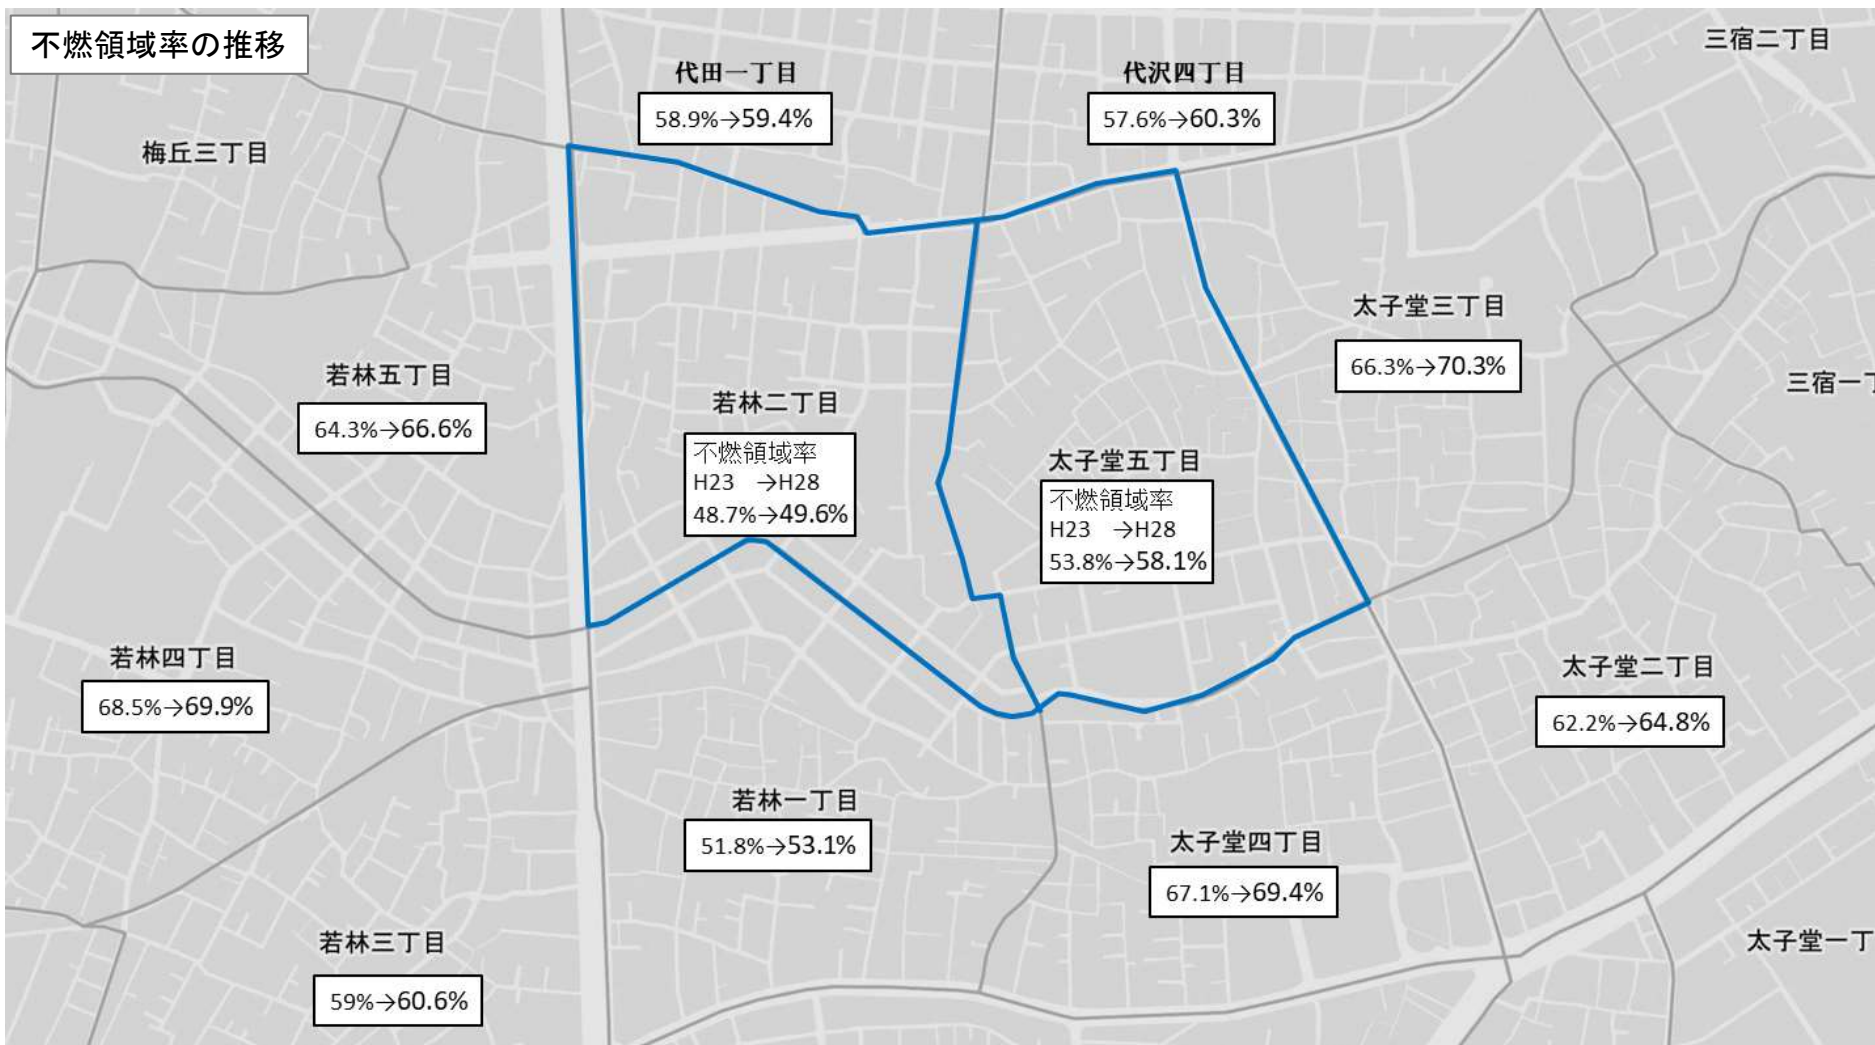 不燃領域率の推移
三宿二丁目
代田一丁目
58.9%→59.4%
代沢四丁目
57.6%→60.3%
梅丘三丁目
太子堂三丁目
66.3%→70.3%
三宿一丁
若林五丁目
64.3%→66.6%
若林二丁目
不燃領域率
H23 →H28
48.7%→49.6%
太子堂五丁目
不燃領域率
H23 →H28
53.8%→58.1%
若林四丁目
68.5%→69.9%
太子堂二丁目
62.2%→64.8%
若林一丁目
51.8%→53.1%
太子堂四丁目
67.1%→69.4%
若林三丁目
59%→60.6%
太子堂一丁